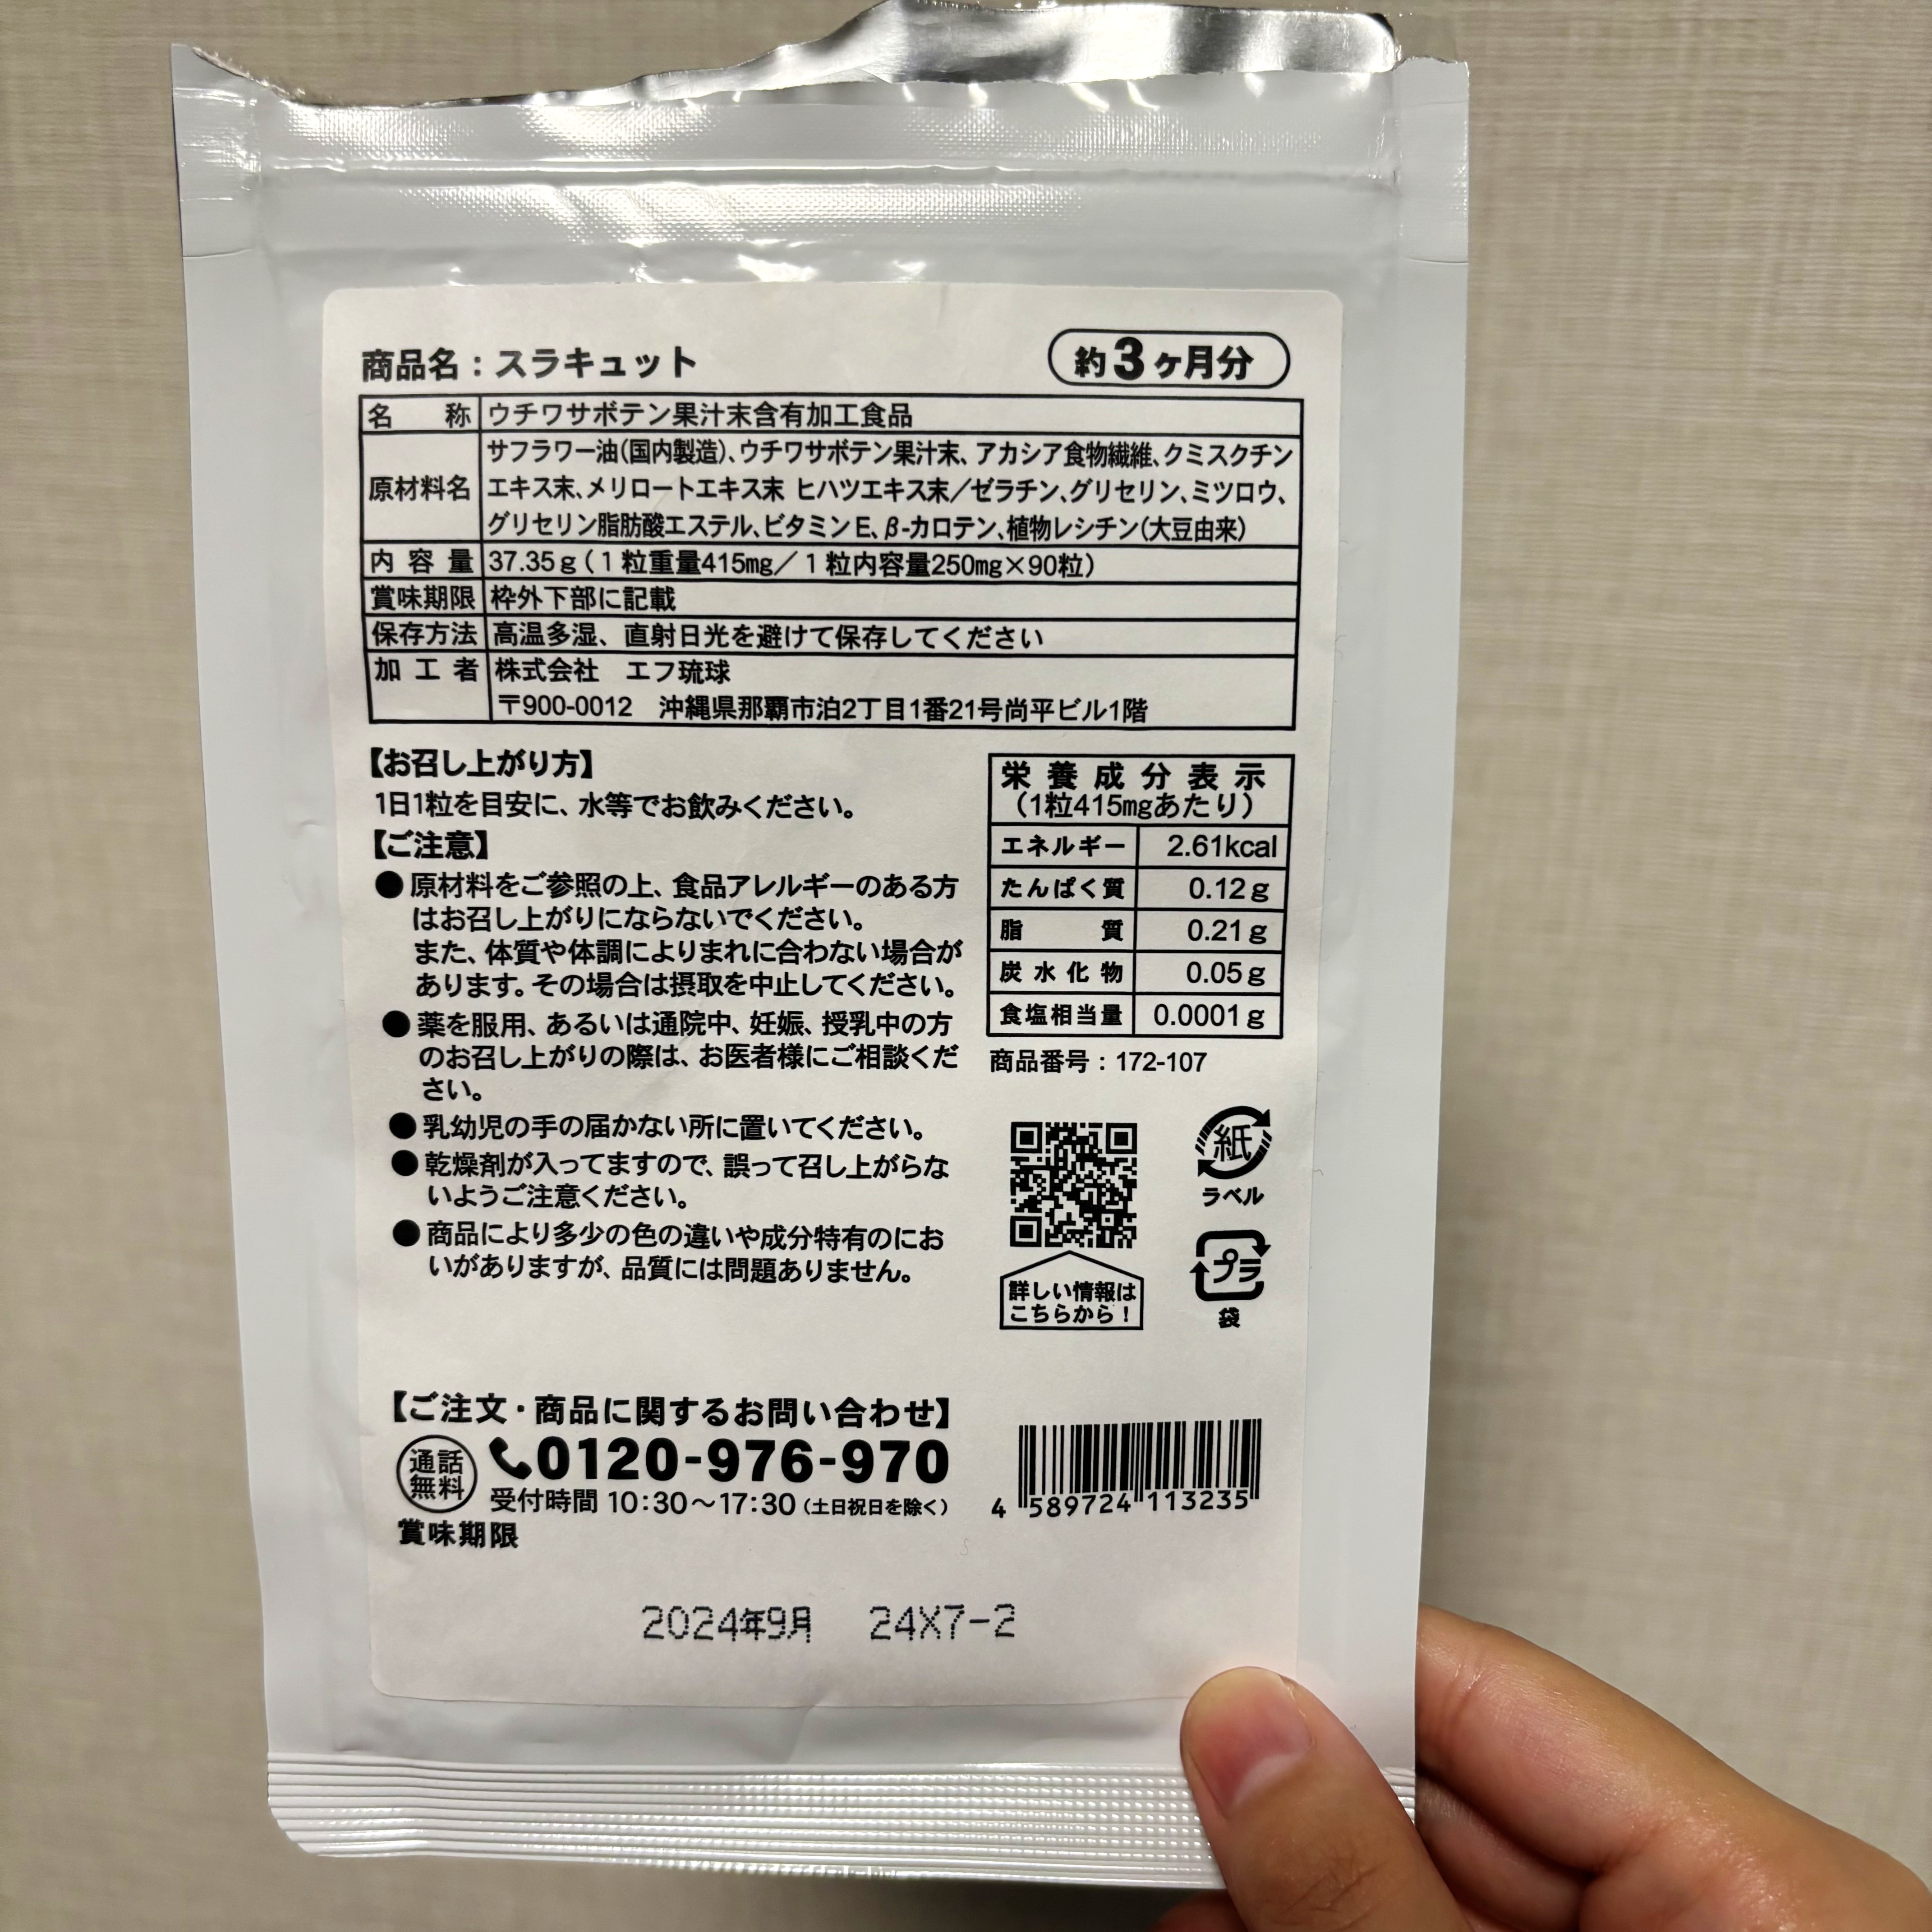 商品名：スラキュット
約3ヶ月分
名称 ウチワサボテン果汁末含有加工食品
原材料名 サフラワー油(国内製造)、ウチワサボテン果汁末、アカシア食物繊維、クミスクチン
エキス末、メリロートエキス末 ヒハツエキス末／ゼラチン、グリセリン、ミツロウ、
グリセリン脂肪酸エステル、ビタミンE、β-カロテン、植物レシチン(大豆由来)
内容量 37.35g(1粒重量415mg／1粒内容量250mg×90粒)
賞味期限 枠外下部に記載
保存方法 高温多湿、直射日光を避けて保存してください
加工者 株式会社 エフ琉球
〒900-0012 沖縄県那覇市泊2丁目1番21号尚平ビル1階
【お召し上がり方】
1日1粒を目安に、水等でお飲みください。
【ご注意】
●原材料をご参照の上、食品アレルギーのある方
はお召し上がりにならないでください。
また、体質や体調によりまれに合わない場合が
あります。その場合は摂取を中止してください。
●薬を服用、あるいは通院中、妊娠、授乳中の方
のお召し上がりの際は、お医者様にご相談くだ
さい。
●乳幼児の手の届かない所に置いてください。
●乾燥剤が入ってますので、誤って召し上がらな
いようご注意ください。
●商品により多少の色の違いや成分特有のにお
いがありますが、品質には問題ありません。
栄養成分表示
(1粒415mgあたり)
エネルギー 2.61kcal
たんぱく質 0.12g
脂質 0.21g
炭水化物 0.05g
食塩相当量 0.0001g
商品番号：172-107
紙
ラベル
プラ
袋
詳しい情報は
こちらから！
【ご注文・商品に関するお問い合わせ】
通話
無料
0120-976-970
受付時間 10:30～17:30(土日祝日を除く)
4 589724 113235
賞味期限
2024年9月 24X7-2